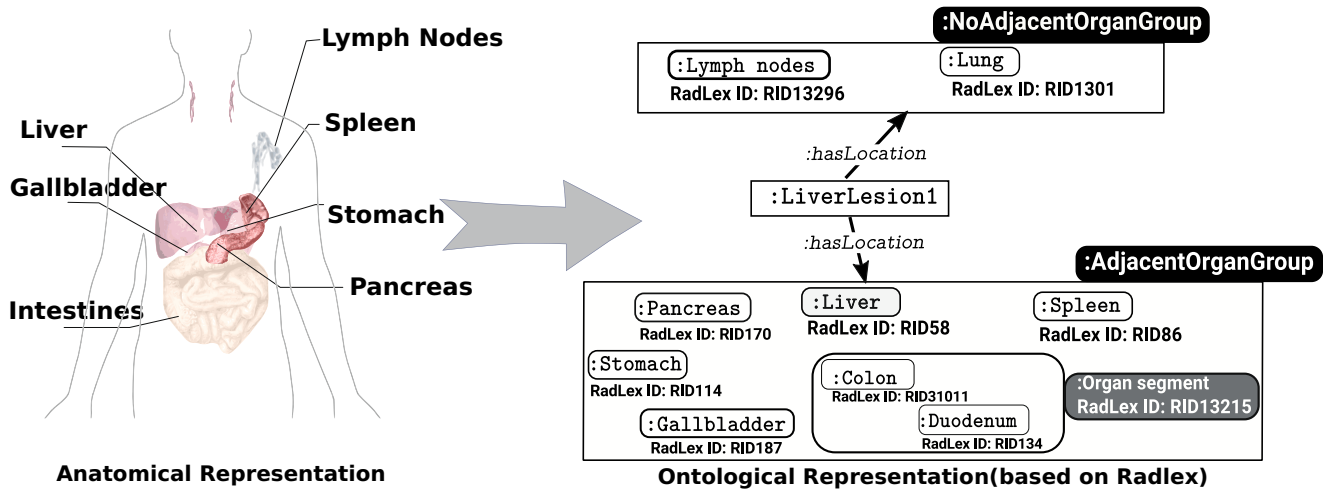 Lymph Nodes
Spleen
Liver
Gallbladder
Stomach
Pancreas
Intestines
Anatomical Representation
:NoAdjacentOrganGroup
:Lymph nodes
RadLex ID: RID13296
:Lung
RadLex ID: RID1301
:hasLocation
:LiverLesion1
:hasLocation
:AdjacentOrganGroup
:Pancreas
RadLex ID: RID170
:Liver
RadLex ID: RID58
:Spleen
RadLex ID: RID86
:Stomach
RadLex ID: RID114
:Colon
RadLex ID: RID31011
:Organ segment
RadLex ID: RID13215
:Gallbladder
RadLex ID: RID187
:Duodenum
RadLex ID: RID134
Ontological Representation(based on Radlex)